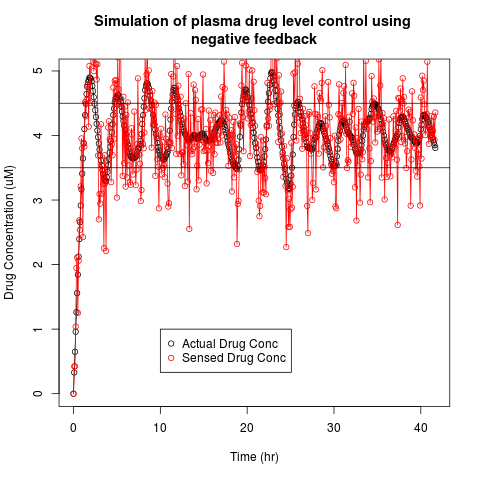 Simulation of plasma drug level control using
negative feedback
Drug Concentration (uM)
5
4
3
2
1
0
Actual Drug Conc
Sensed Drug Conc
0 10 20 30 40
Time (hr)